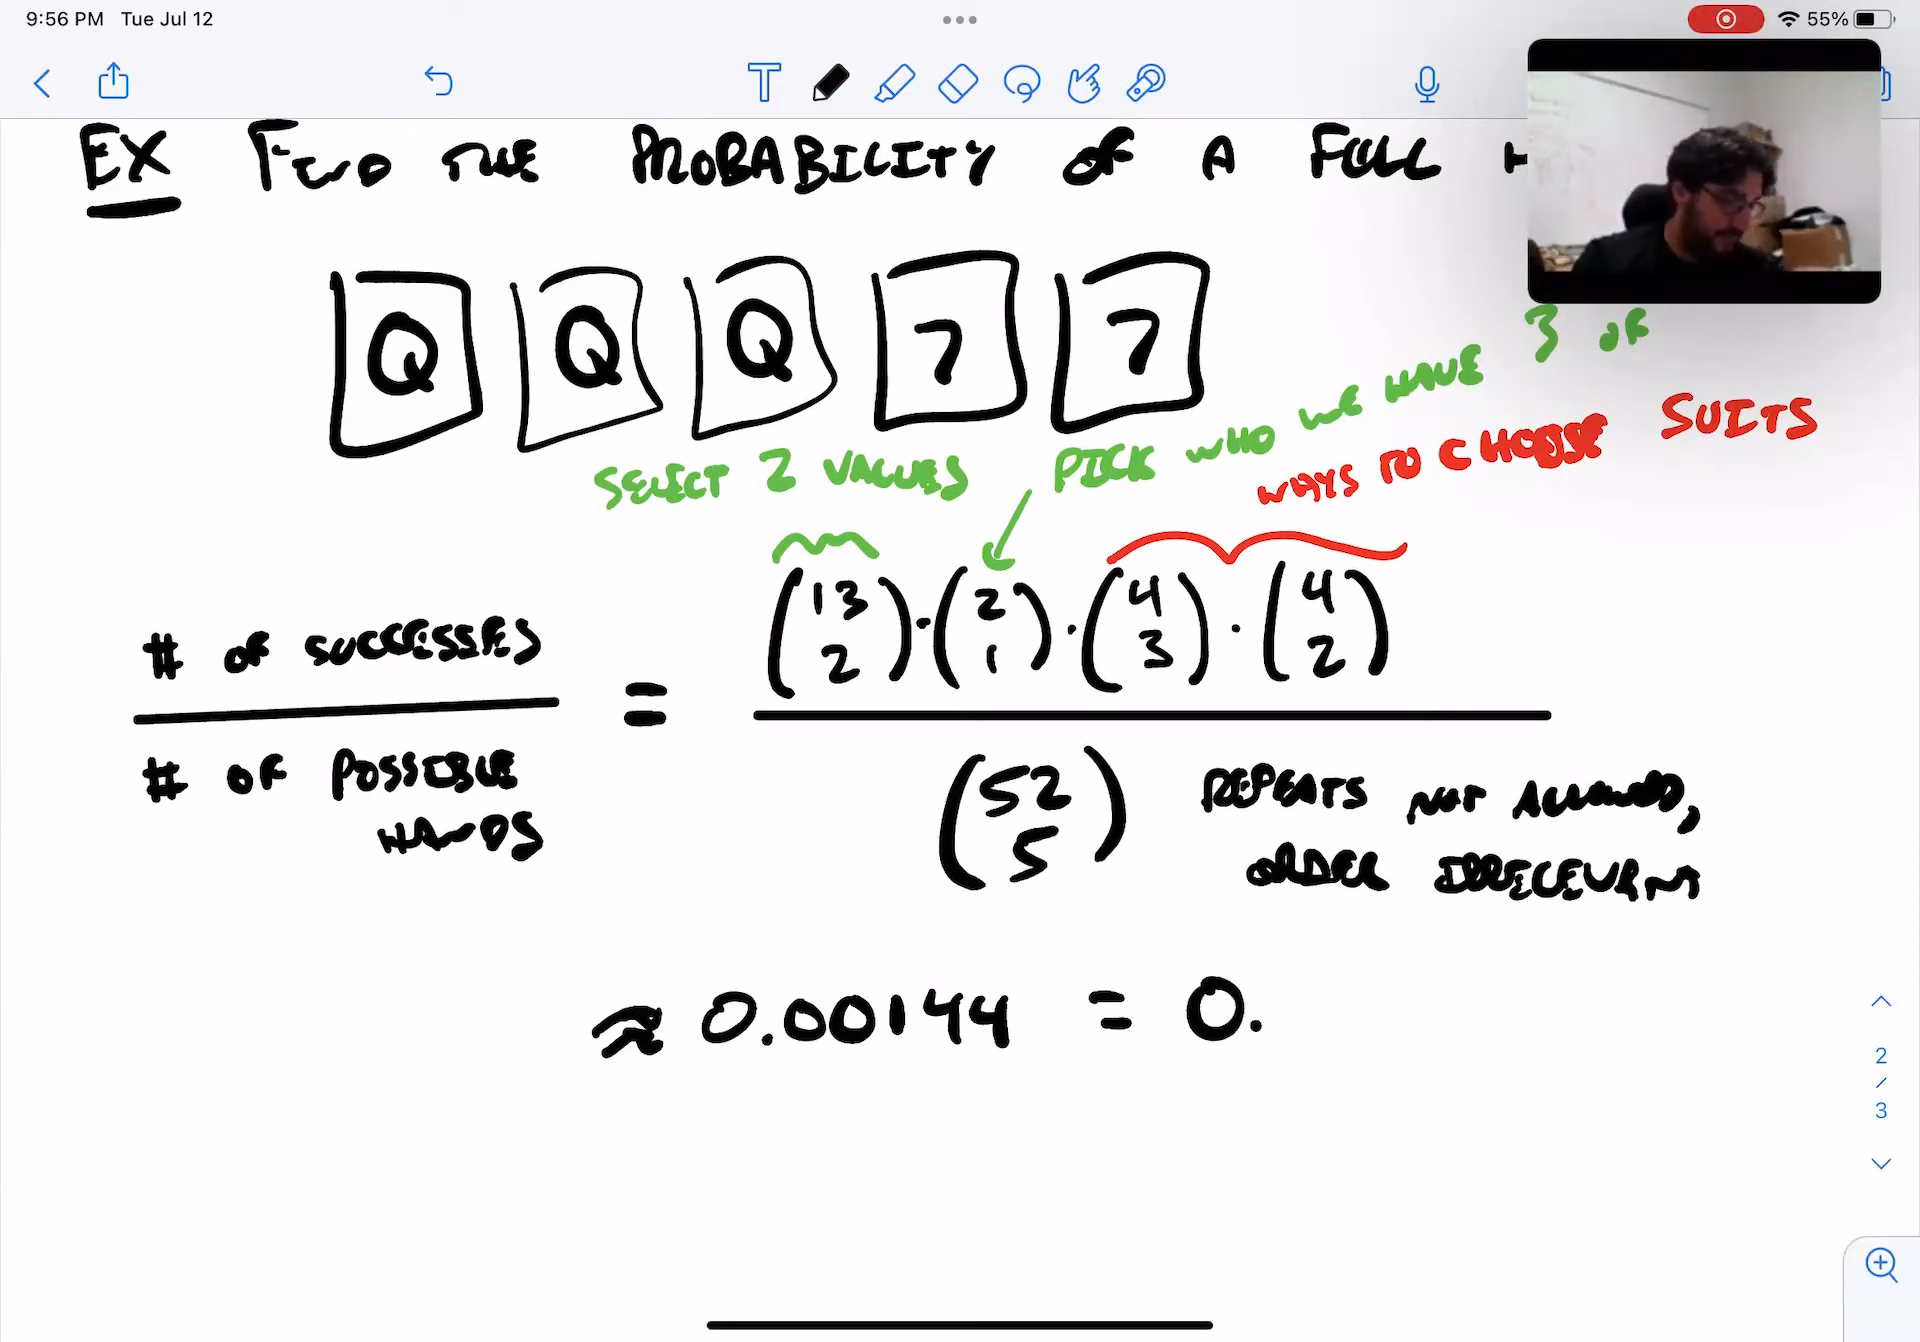 9:56 PM Tue Jul 12
55%
EX FIND THE PROBABILITY OF A FULL H
Q Q Q 7 7
3 OF
SELECT 2 VALUES PICK WHO WE HAVE
WAYS TO CHOOSE SUITS
# OF SUCCESSES
# OF POSSIBLE
HANDS
=
(13 2) · (2 1) · (4 3) · (4 2)
(52 5)
REPEATS NOT ALLOWED,
ORDER IRRELEVANT
≈ 0.00144 = 0.
2
/
3